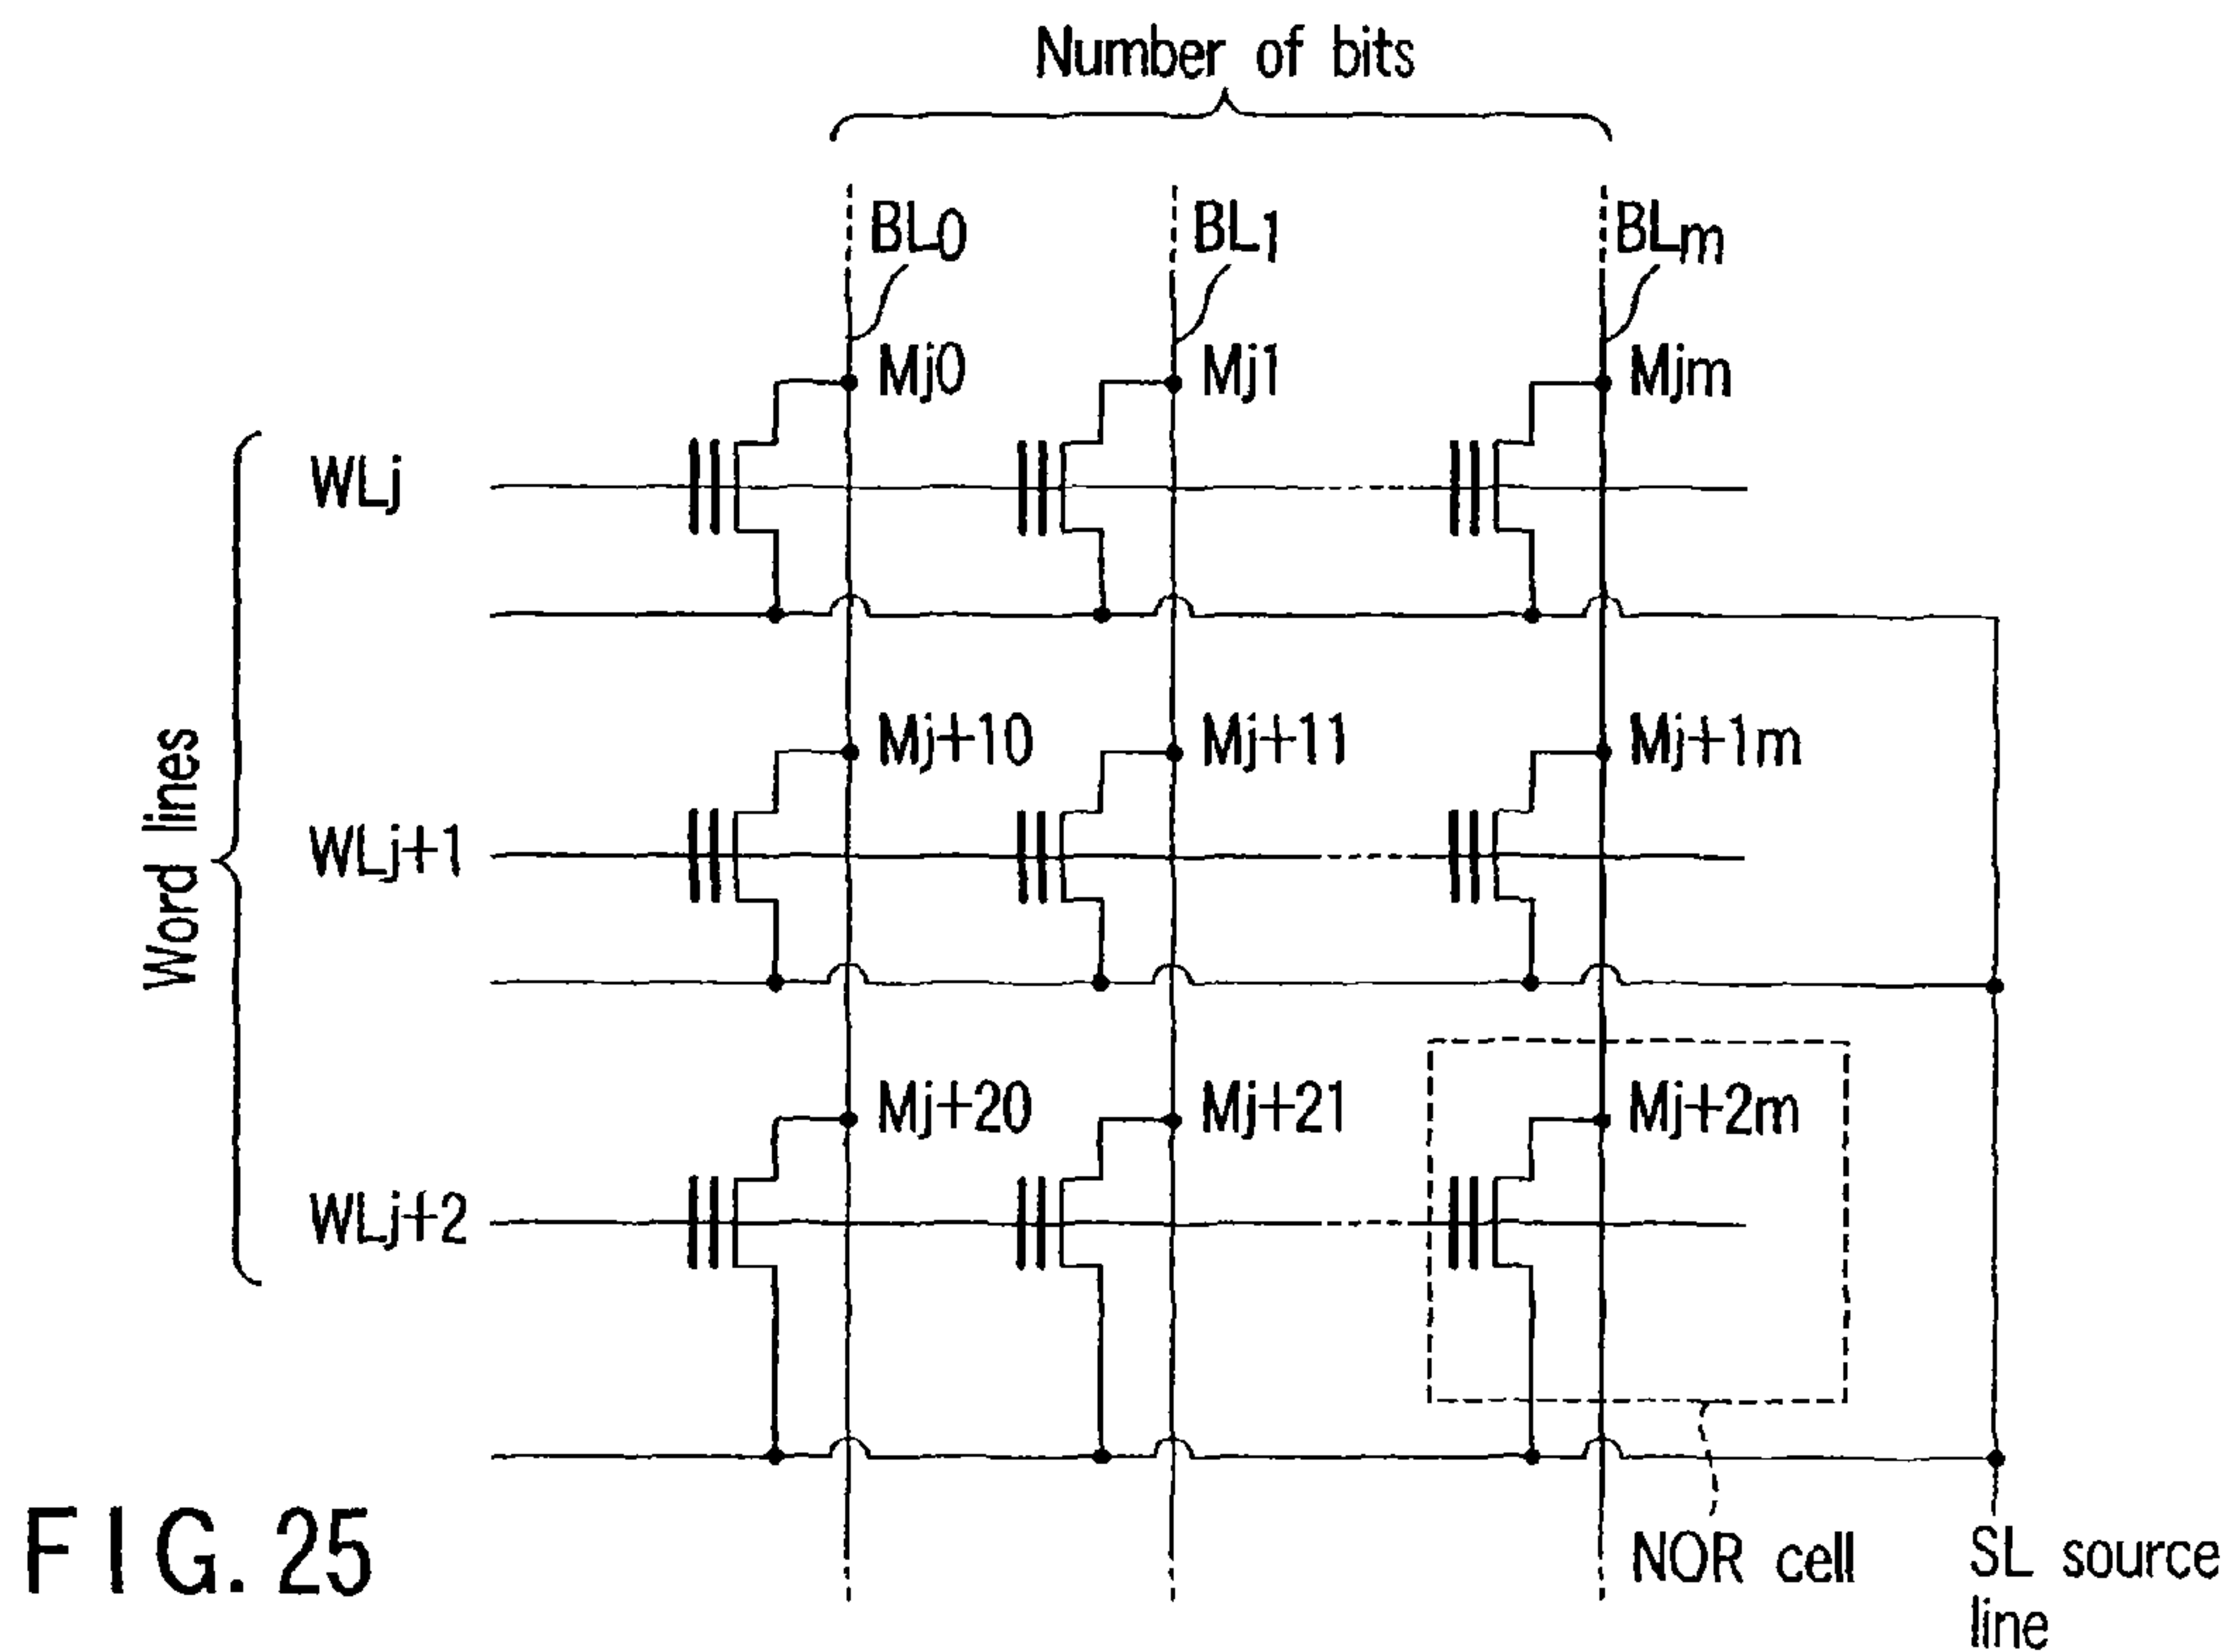 Number of bits
BL0
BL1
BLm
Mj0
Mj1
Mjm
WLj
Word lines
Mj+10
Mj+11
Mj+1m
WLj+1
Mj+20
Mj+21
Mj+2m
WLj+2
FIG. 25
NOR cell
SL source
line